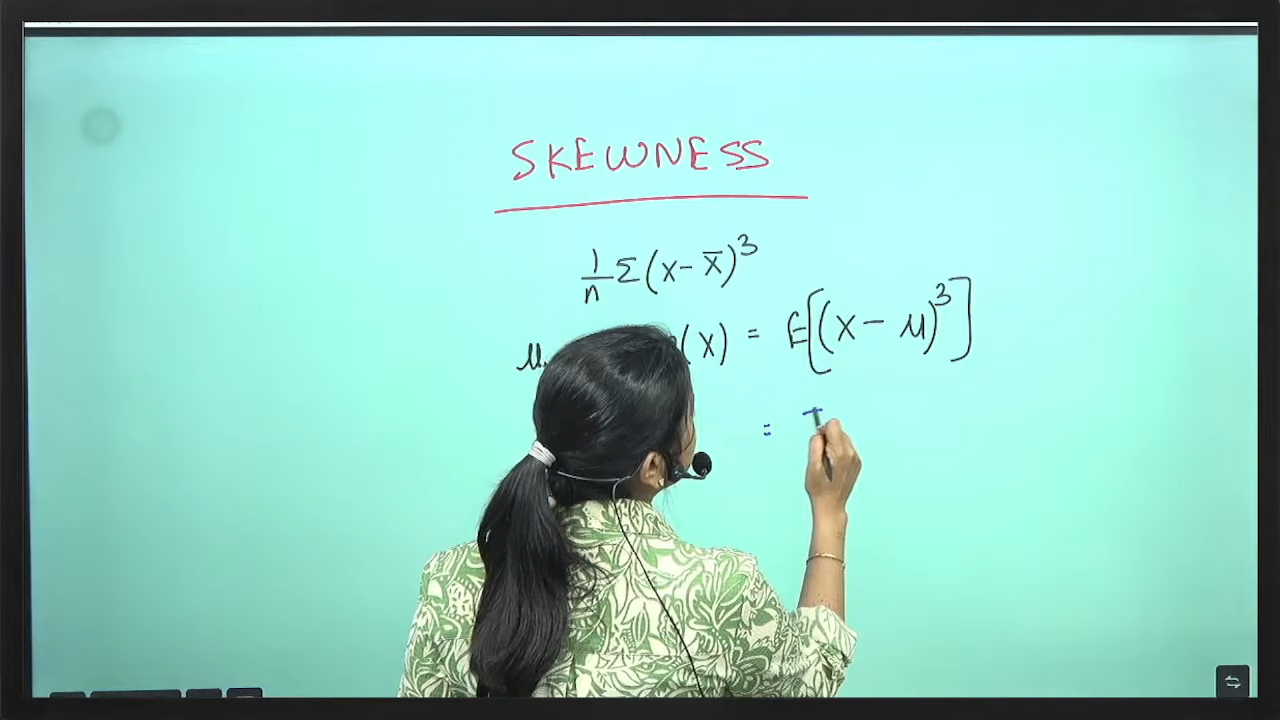 SKEWNESS
1/n Σ(x - x̄)³
μ (x) = E[(x - μ)³]
=